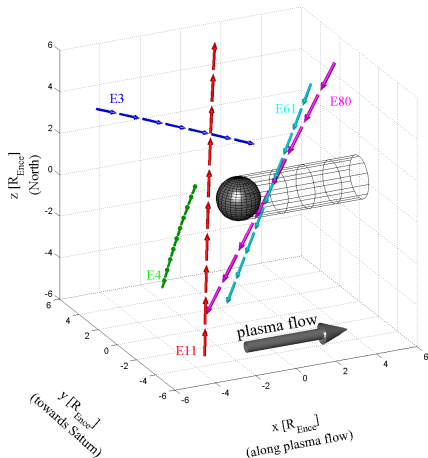 6
4
2
0
-2
-4
-6
z [R_Ence]
(North)
E3
E61
E80
E4
E11
plasma flow
4
2
0
-2
-4
-6
y [R_Ence]
(towards Saturn)
-6
-4
-2
0
2
4
6
x [R_Ence]
(along plasma flow)